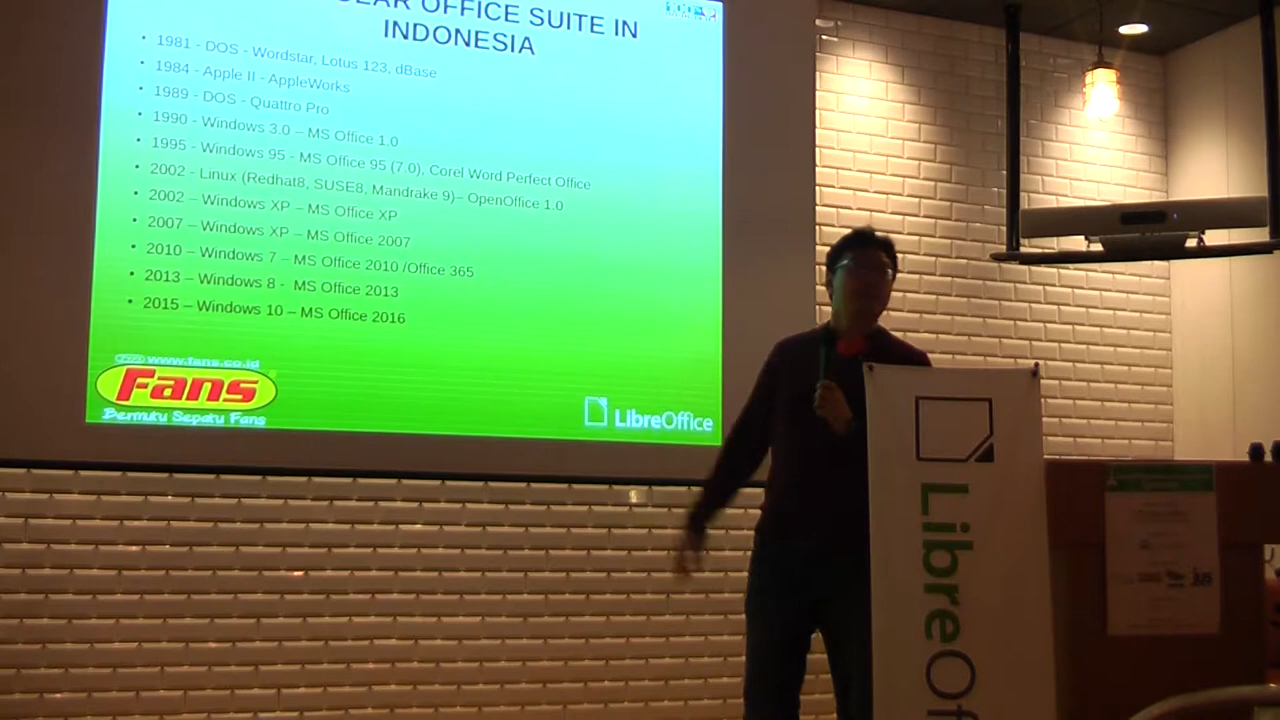 OFFICE SUITE IN
INDONESIA
1981 - DOS - Wordstar, Lotus 123, dBase
1984 - Apple II - AppleWorks
1989 - DOS - Quattro Pro
1990 - Windows 3.0 – MS Office 1.0
1995 - Windows 95 - MS Office 95 (7.0), Corel Word Perfect Office
2002 - Linux (Redhat8, SUSE8, Mandrake 9)– OpenOffice 1.0
2002 – Windows XP – MS Office XP
2007 – Windows XP – MS Office 2007
2010 – Windows 7 – MS Office 2010 /Office 365
2013 – Windows 8 - MS Office 2013
2015 – Windows 10 – MS Office 2016
www.fans.co.id
Fans
Bermutu Sepatu Fans
LibreOffice
LibreOf